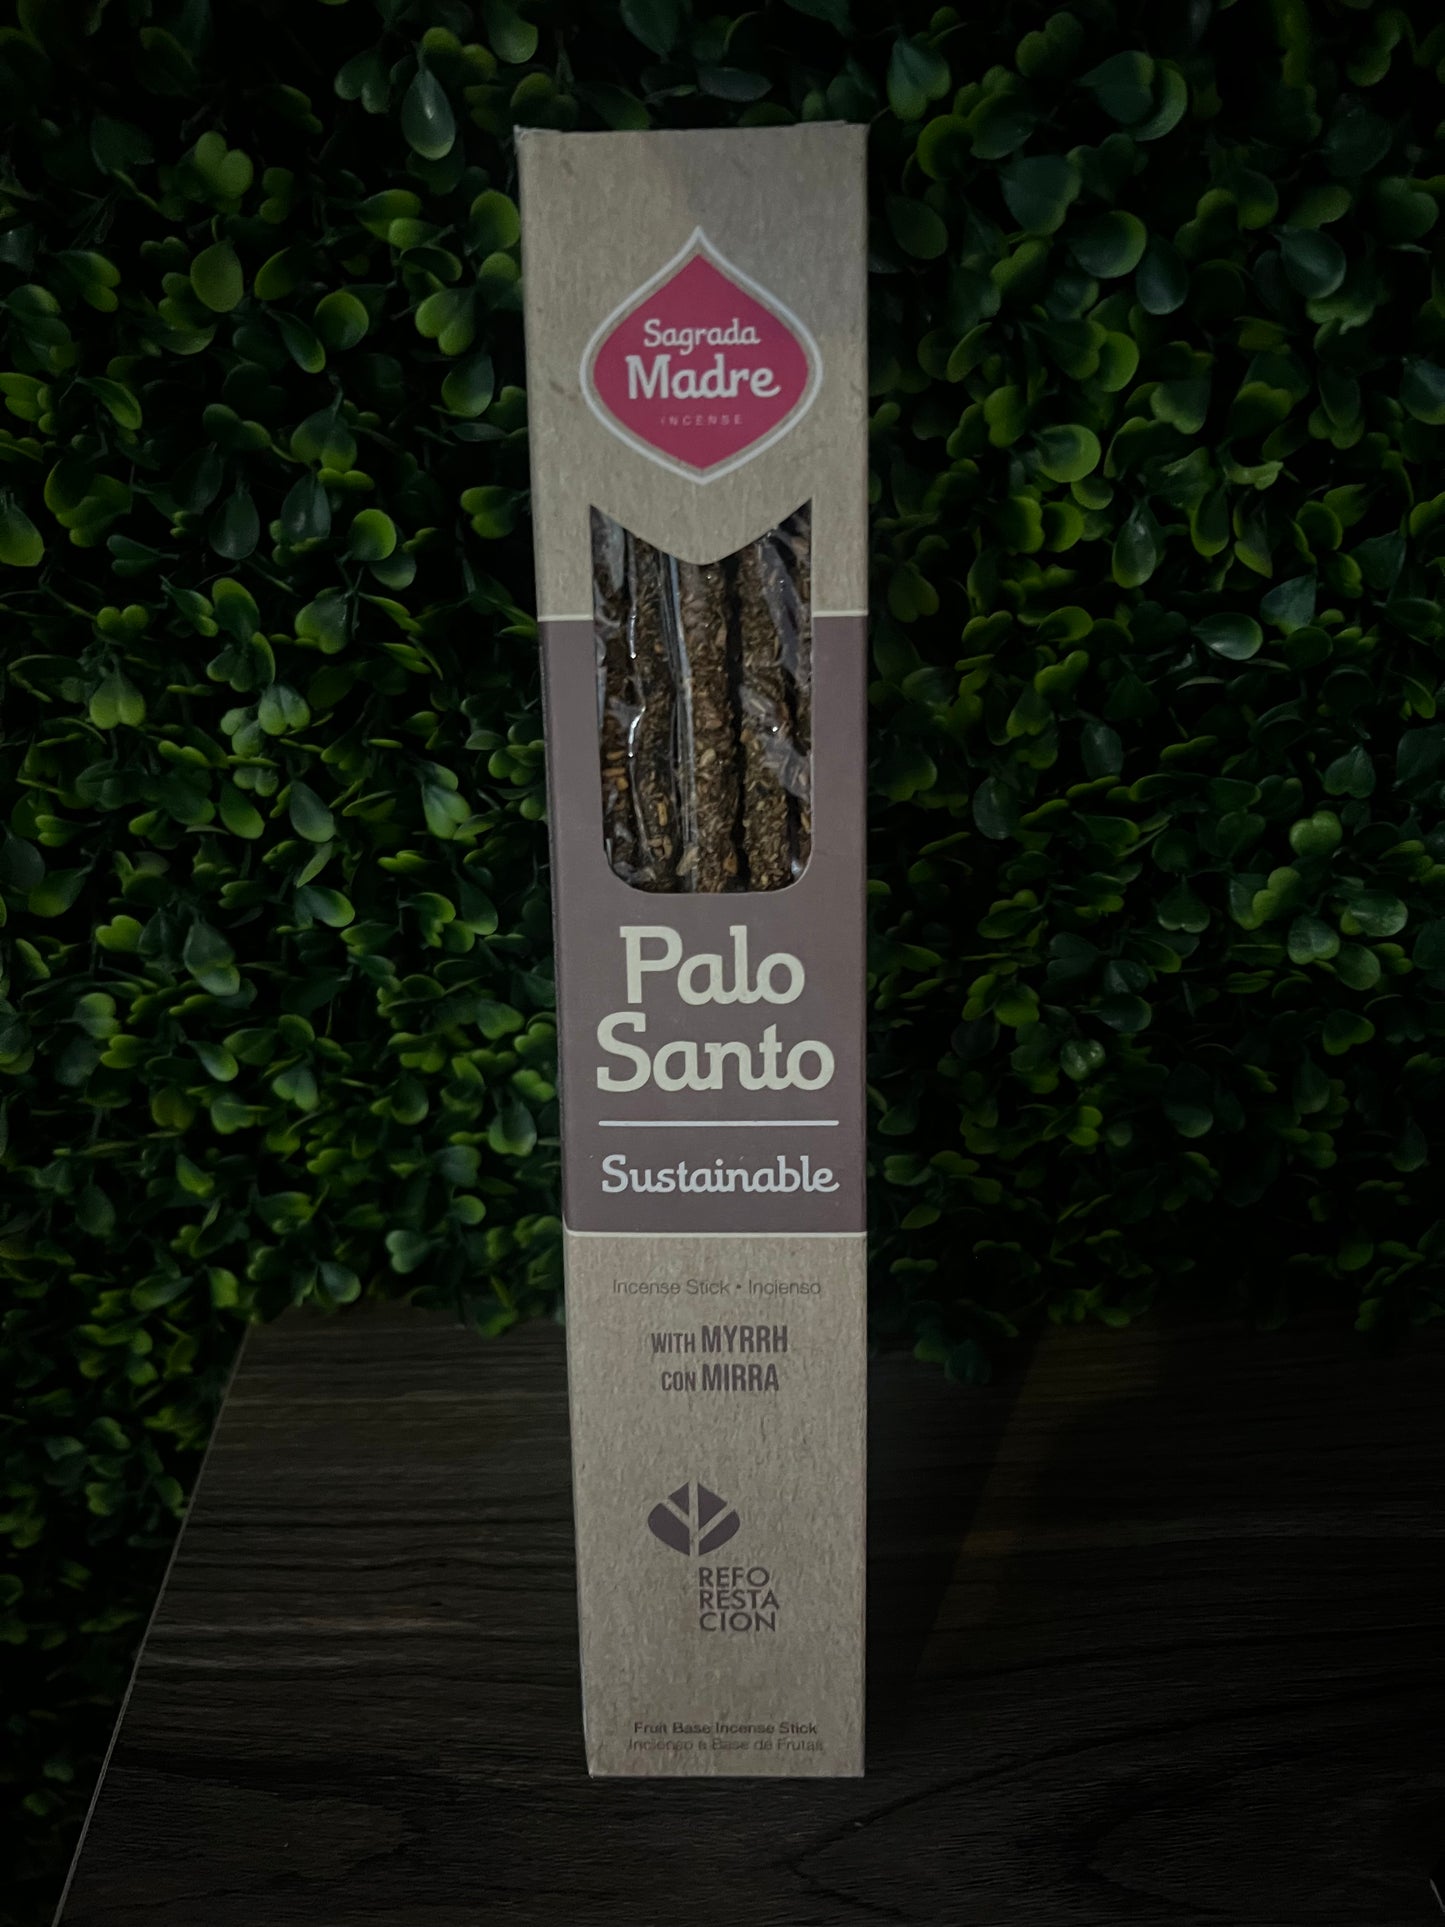 Sagrada
Madre
INCENSE
Palo
Santo
Sustainable
Incense Stick • Incienso
WITH MYRRH
CON MIRRA
REFO
RESTA
CION
Fruit Base Incense Stick
Incienso a Base de Frutas